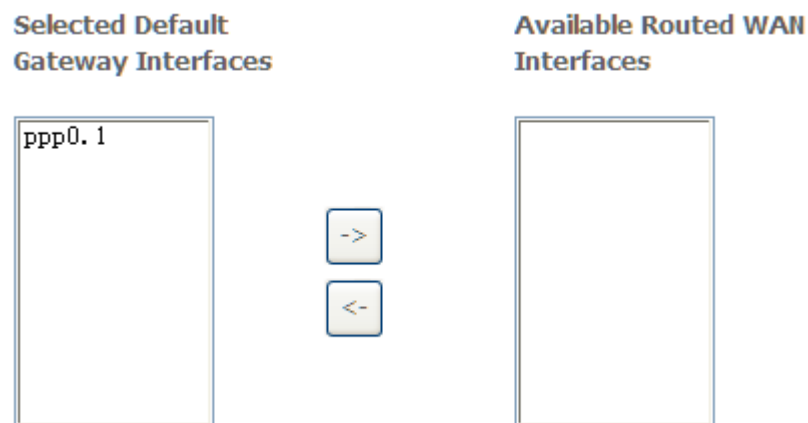 Selected Default
Gateway Interfaces
Available Routed WAN
Interfaces
ppp0.1
->
<-